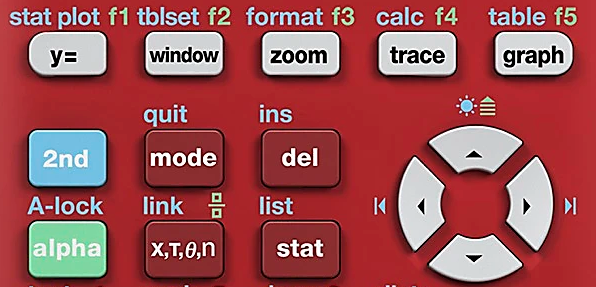 stat plot f1 tblset f2 format f3 calc f4 table f5
y= window zoom trace graph
quit ins
2nd mode del
A-lock link list
alpha X,T,θ,n stat